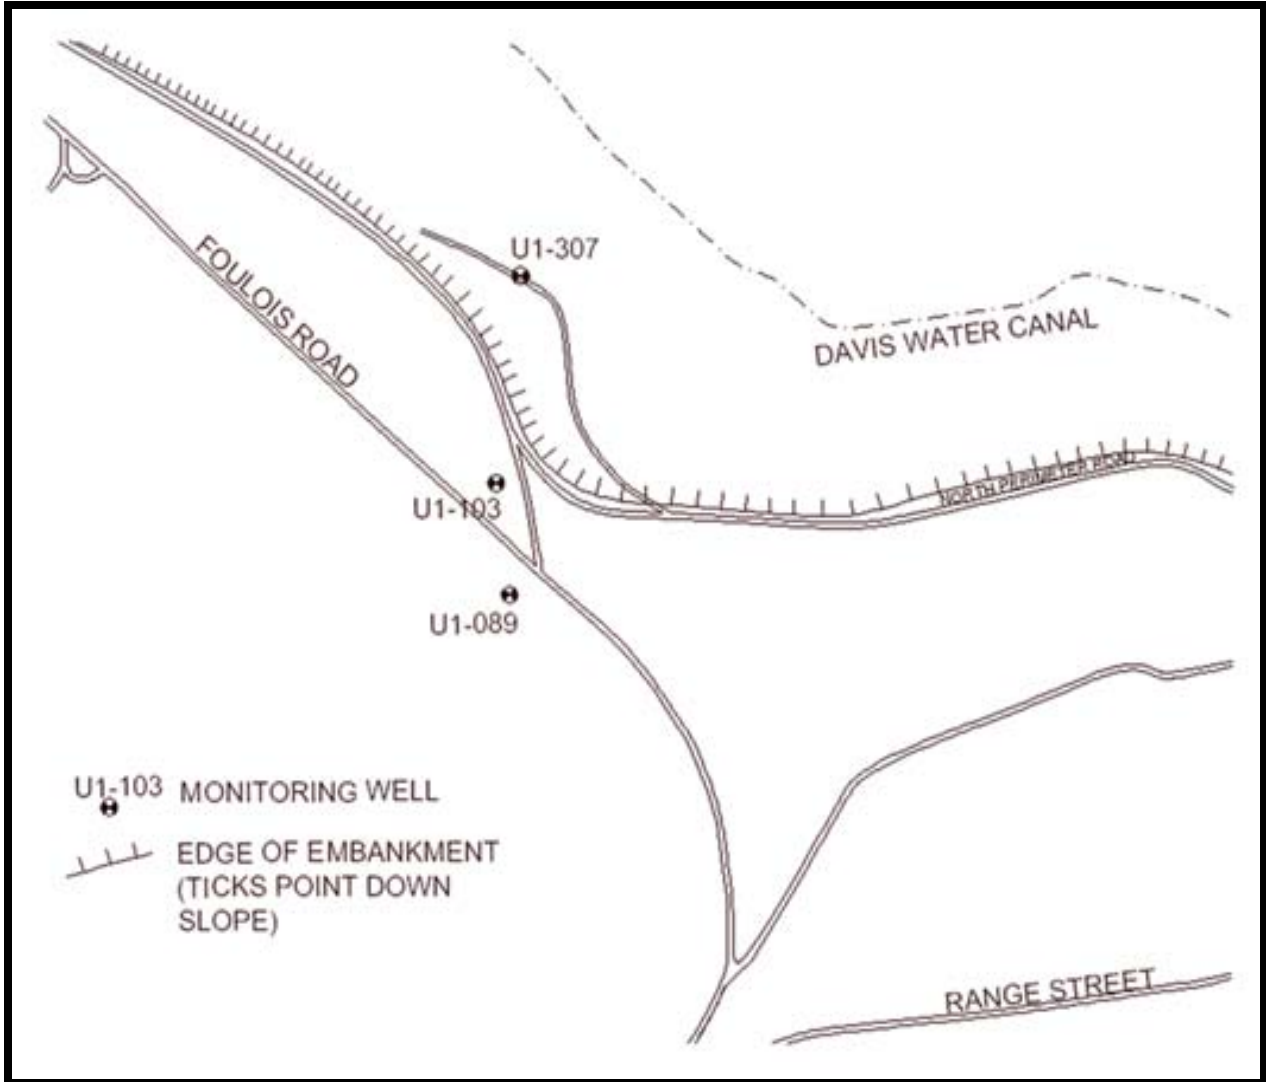 U1-307
FOULOIS ROAD
DAVIS WATER CANAL
NORTH PERIMETER ROAD
U1-103
U1-089
U1-103
MONITORING WELL
EDGE OF EMBANKMENT
(TICKS POINT DOWN
SLOPE)
RANGE STREET